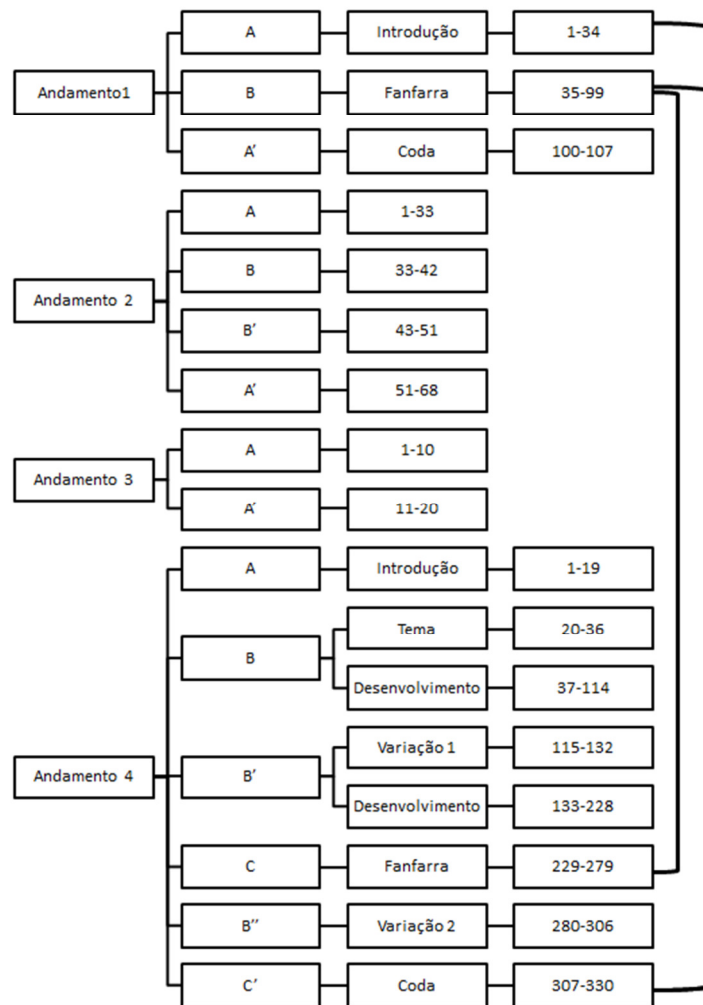 A Introdução 1-34
Andamento1 B Fanfarra 35-99
A' Coda 100-107
A 1-33
B 33-42
Andamento 2
B' 43-51
A' 51-68
A 1-10
Andamento 3
A' 11-20
A Introdução 1-19
Tema 20-36
B
Desenvolvimento 37-114
Variação 1 115-132
Andamento 4 B'
Desenvolvimento 133-228
C Fanfarra 229-279
B'' Variação 2 280-306
C' Coda 307-330